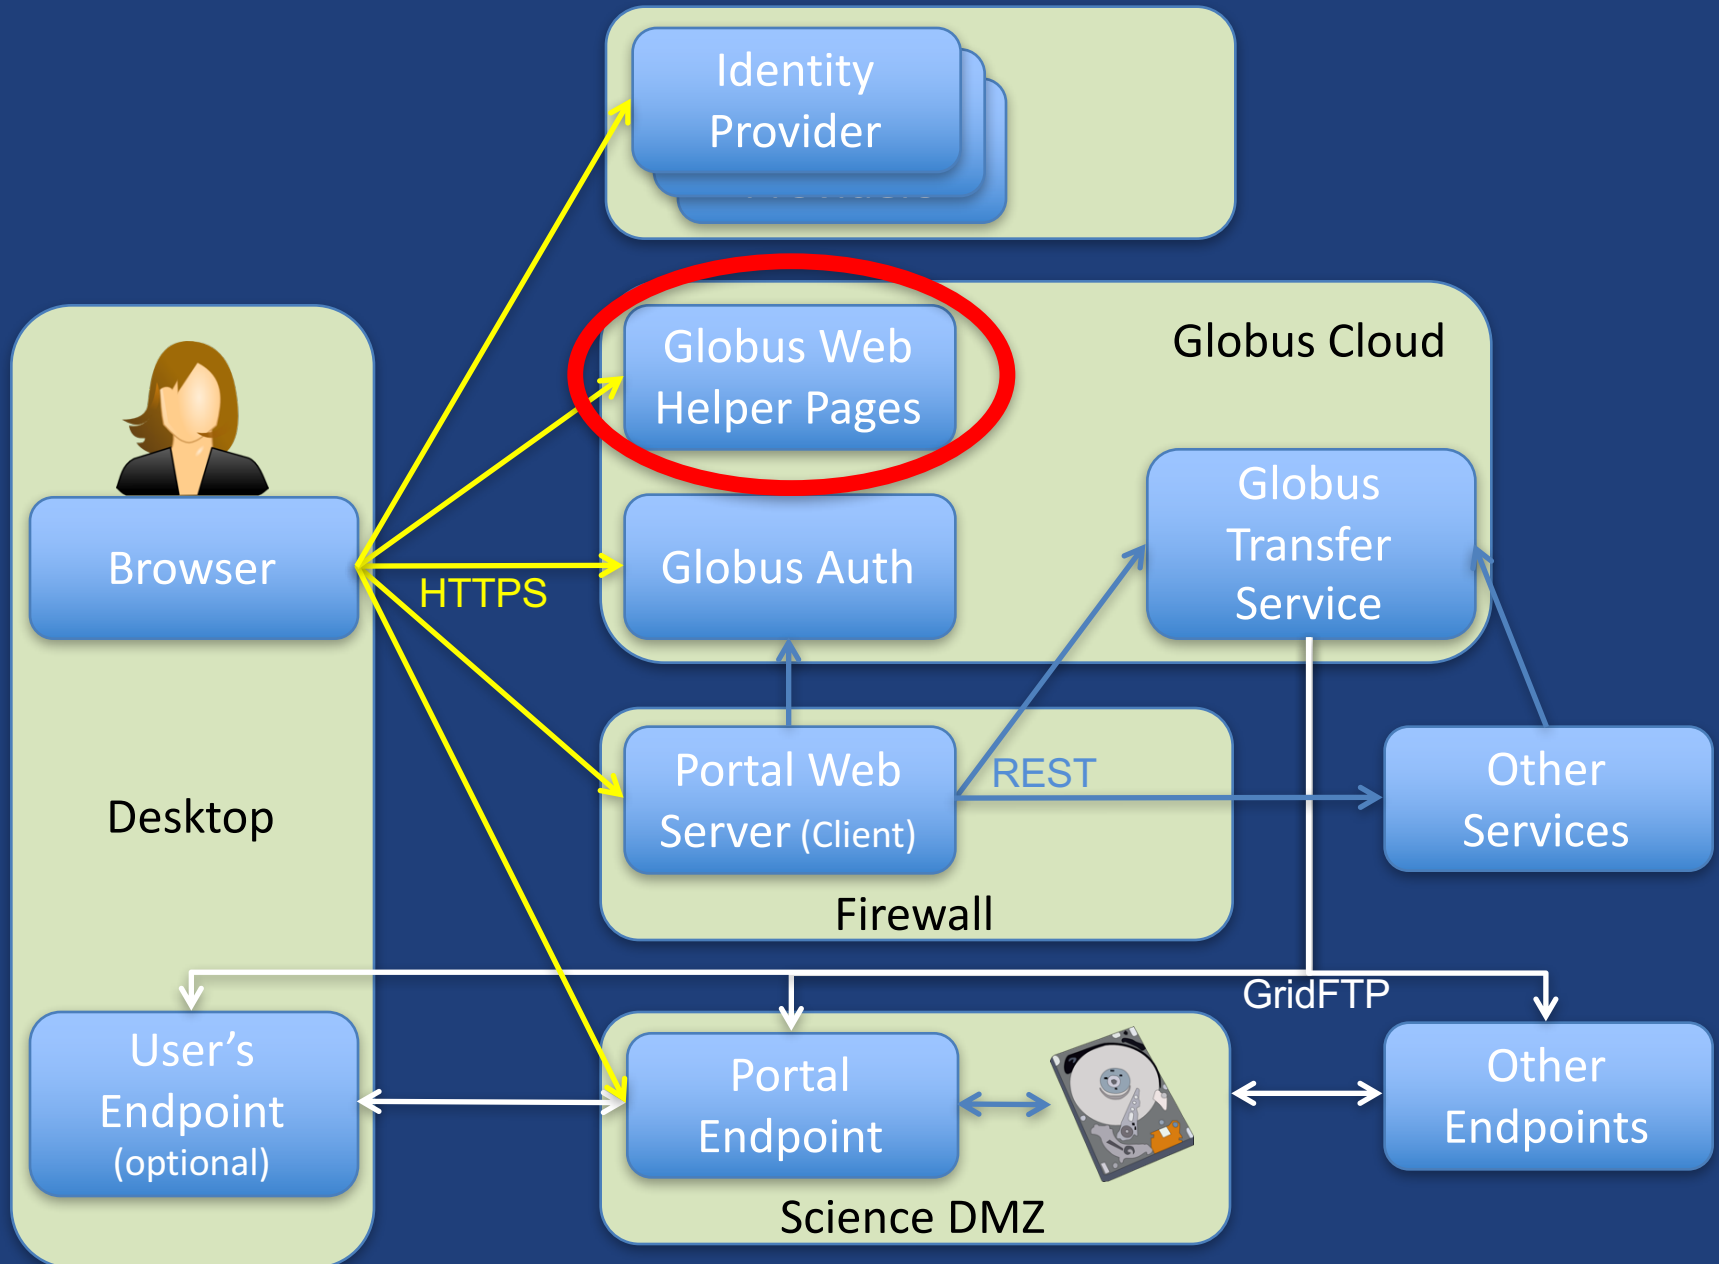 Identity
Provider
Globus Web
Helper Pages
Globus Cloud
Globus
Transfer
Service
Browser
HTTPS
Globus Auth
Desktop
Portal Web
Server (Client)
REST
Other
Services
Firewall
GridFTP
User's
Endpoint
(optional)
Portal
Endpoint
Other
Endpoints
Science DMZ